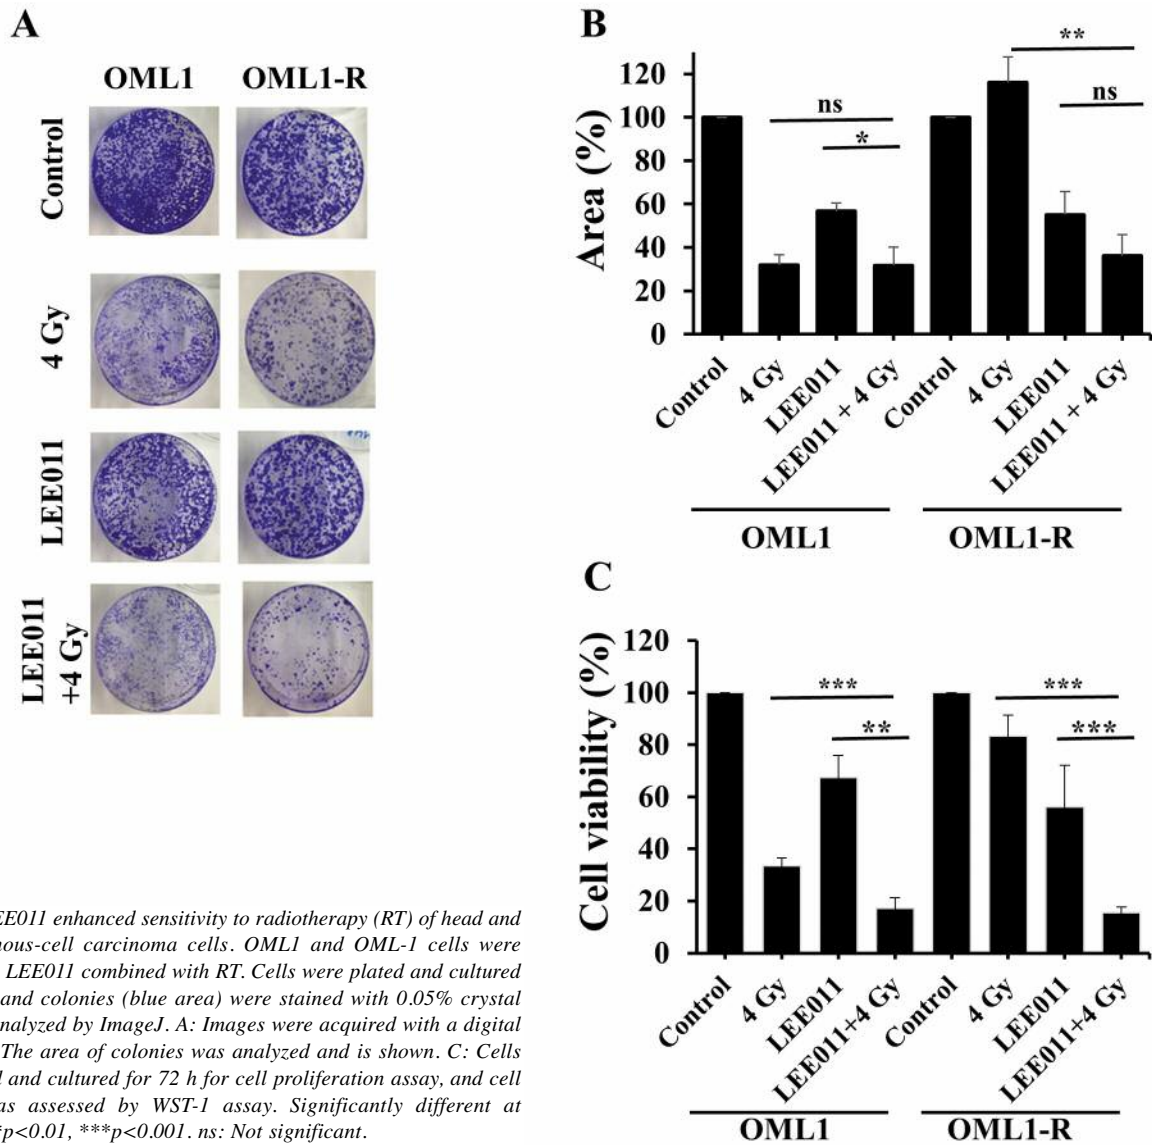 A
OML1 OML1-R
Control
4 Gy
LEE011
LEE011
+4 Gy
B
Area (%)
120
100
80
60
40
20
0
ns
*
**
ns
Control
4 Gy
LEE011
LEE011 + 4 Gy
Control
4 Gy
LEE011
LEE011 + 4 Gy
OML1 OML1-R
C
Cell viability (%)
120
100
80
60
40
20
0
***
**
***
***
Control
4 Gy
LEE011
LEE011+4 Gy
Control
4 Gy
LEE011
LEE011+4 Gy
OML1 OML1-R
EE011 enhanced sensitivity to radiotherapy (RT) of head and
nous-cell carcinoma cells. OML1 and OML-1 cells were
LEE011 combined with RT. Cells were plated and cultured
and colonies (blue area) were stained with 0.05% crystal
nalyzed by ImageJ. A: Images were acquired with a digital
The area of colonies was analyzed and is shown. C: Cells
l and cultured for 72 h for cell proliferation assay, and cell
as assessed by WST-1 assay. Significantly different at
*p<0.01, ***p<0.001. ns: Not significant.